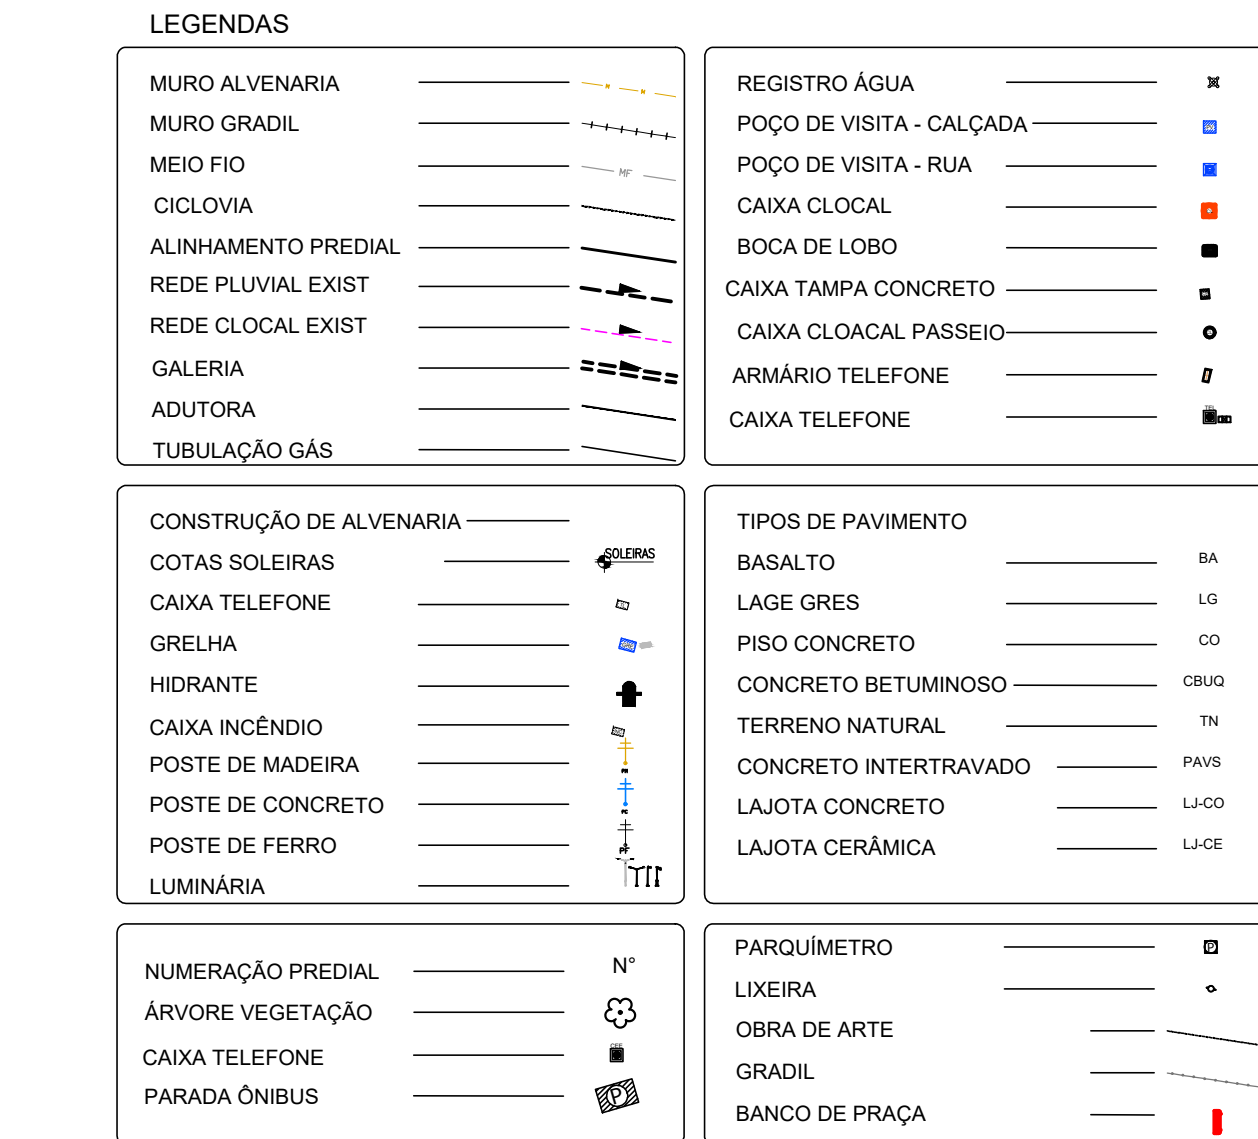 LEGENDAS
MURO ALVENARIA
MURO GRADIL
MEIO FIO MF
CICLOVIA
ALINHAMENTO PREDIAL
REDE PLUVIAL EXIST
REDE CLOCAL EXIST
GALERIA
ADUTORA
TUBULAÇÃO GÁS
REGISTRO ÁGUA
POÇO DE VISITA - CALÇADA
POÇO DE VISITA - RUA
CAIXA CLOCAL
BOCA DE LOBO
CAIXA TAMPA CONCRETO
CAIXA CLOACAL PASSEIO
ARMÁRIO TELEFONE
CAIXA TELEFONE TEL
CONSTRUÇÃO DE ALVENARIA
COTAS SOLEIRAS SOLEIRAS
CAIXA TELEFONE
GRELHA
HIDRANTE
CAIXA INCÊNDIO
POSTE DE MADEIRA PM
POSTE DE CONCRETO PC
POSTE DE FERRO PF
LUMINÁRIA
TIPOS DE PAVIMENTO
BASALTO BA
LAGE GRES LG
PISO CONCRETO CO
CONCRETO BETUMINOSO CBUQ
TERRENO NATURAL TN
CONCRETO INTERTRAVADO PAVS
LAJOTA CONCRETO LJ-CO
LAJOTA CERÂMICA LJ-CE
NUMERAÇÃO PREDIAL N°
ÁRVORE VEGETAÇÃO
CAIXA TELEFONE CEE
PARADA ÔNIBUS P
PARQUÍMETRO P
LIXEIRA
OBRA DE ARTE
GRADIL
BANCO DE PRAÇA